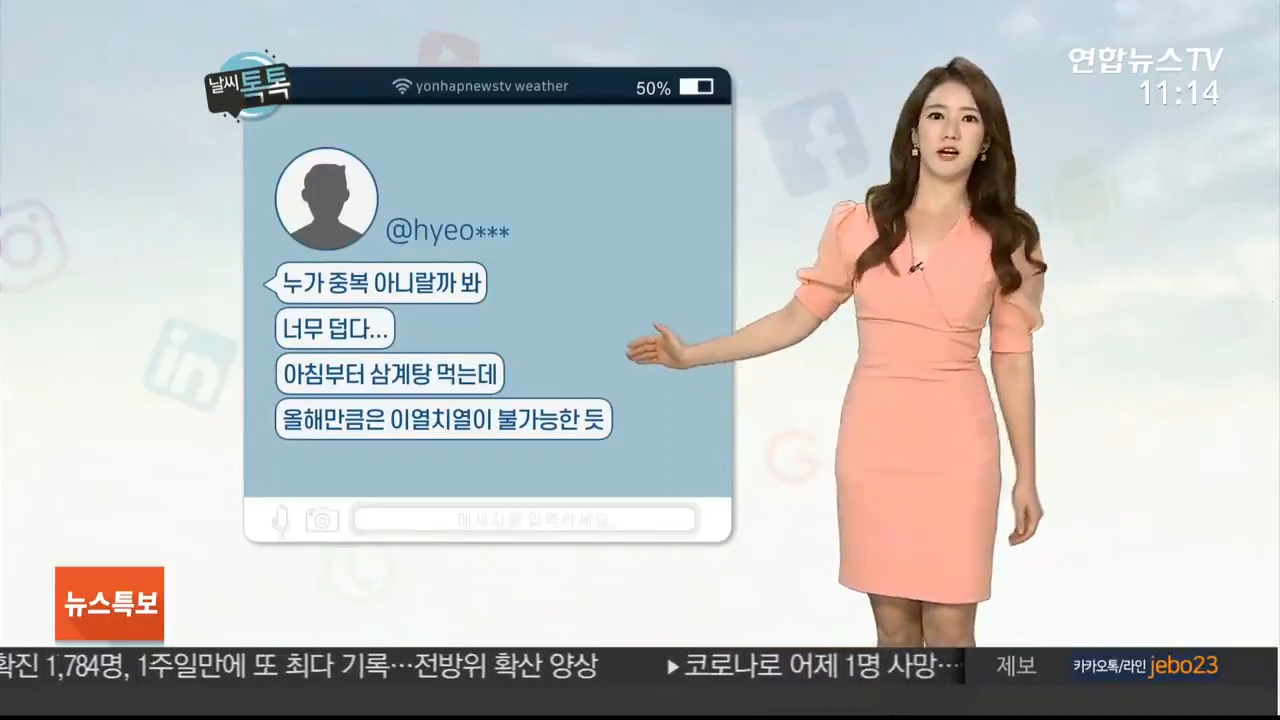 연합뉴스TV
11:14
날씨 톡톡
yonhapnewstv weather
50%
@hyeo***
누가 중복 아니랄까 봐
너무 덥다...
아침부터 삼계탕 먹는데
올해만큼은 이열치열이 불가능한 듯
메세지를 입력하세요.
뉴스특보
확진 1,784명, 1주일만에 또 최다 기록…전방위 확산 양상 ▶코로나로 어제 1명 사망…
제보 카카오톡/라인 jebo23